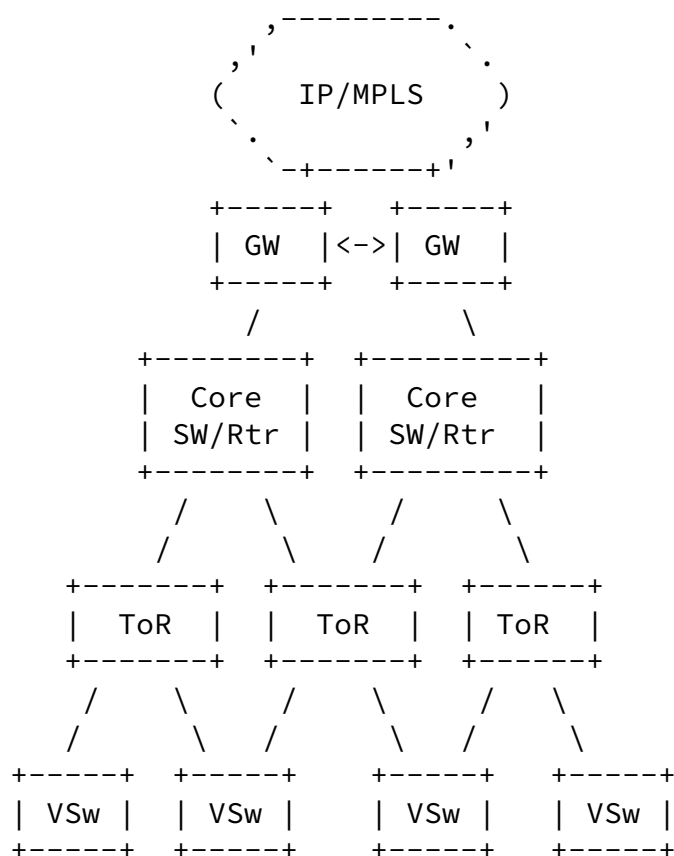 IP/MPLS
GW <-> GW
Core Core
SW/Rtr SW/Rtr
ToR ToR ToR
VSw VSw VSw VSw